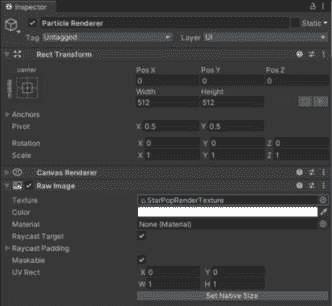 Inspector
Particle Renderer Static
Tag Untagged Layer UI
Rect Transform
center Pos X Pos Y Pos Z
middle 0 0 0
Width Height
512 512
Anchors
Pivot X 0.5 Y 0.5
Rotation X 0 Y 0 Z 0
Scale X 1 Y 1 Z 1
Canvas Renderer
Raw Image
Texture StarPopRenderTexture
Color
Material None (Material)
Raycast Target
Raycast Padding
Maskable
UV Rect X 0 Y 0
W 1 H 1
Set Native Size